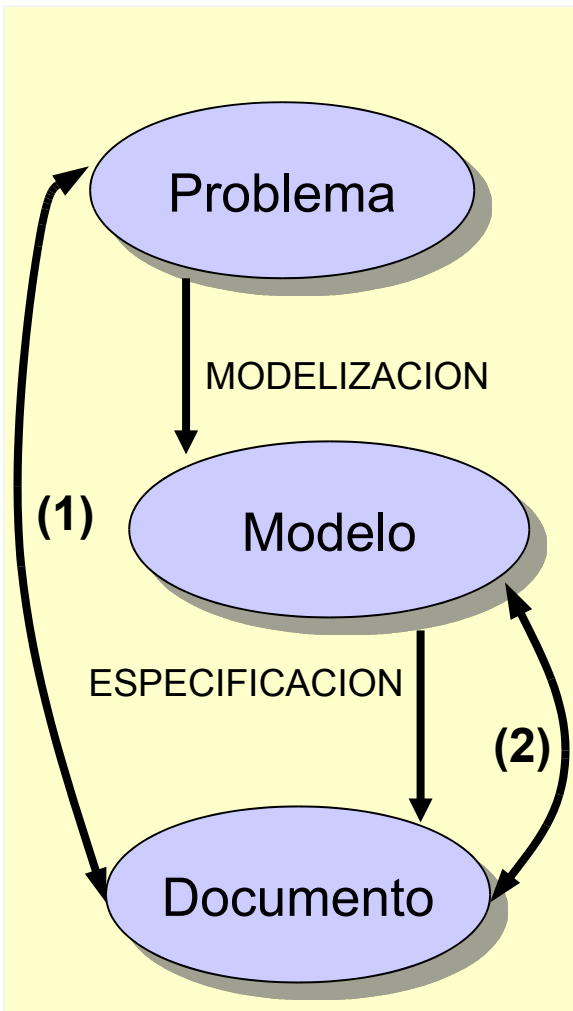 Problema
MODELIZACION
(1)
Modelo
ESPECIFICACION
(2)
Documento